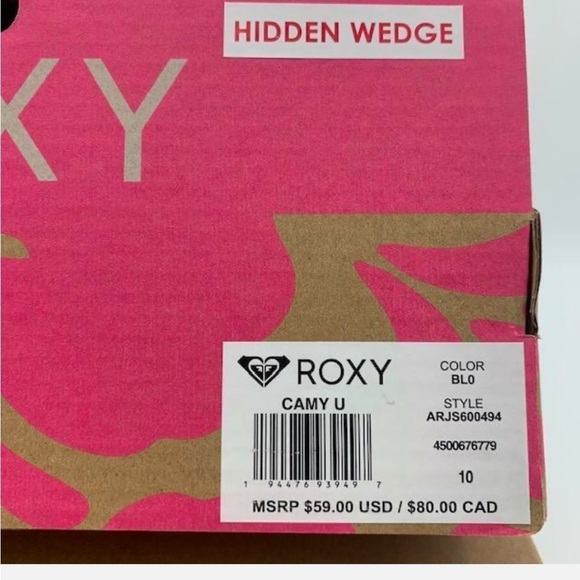 HIDDEN WEDGE
XY
ROXY
CAMY U
COLOR
BL0
STYLE
ARJS600494
4500676779
10
1 94476 93949 7
MSRP $59.00 USD / $80.00 CAD